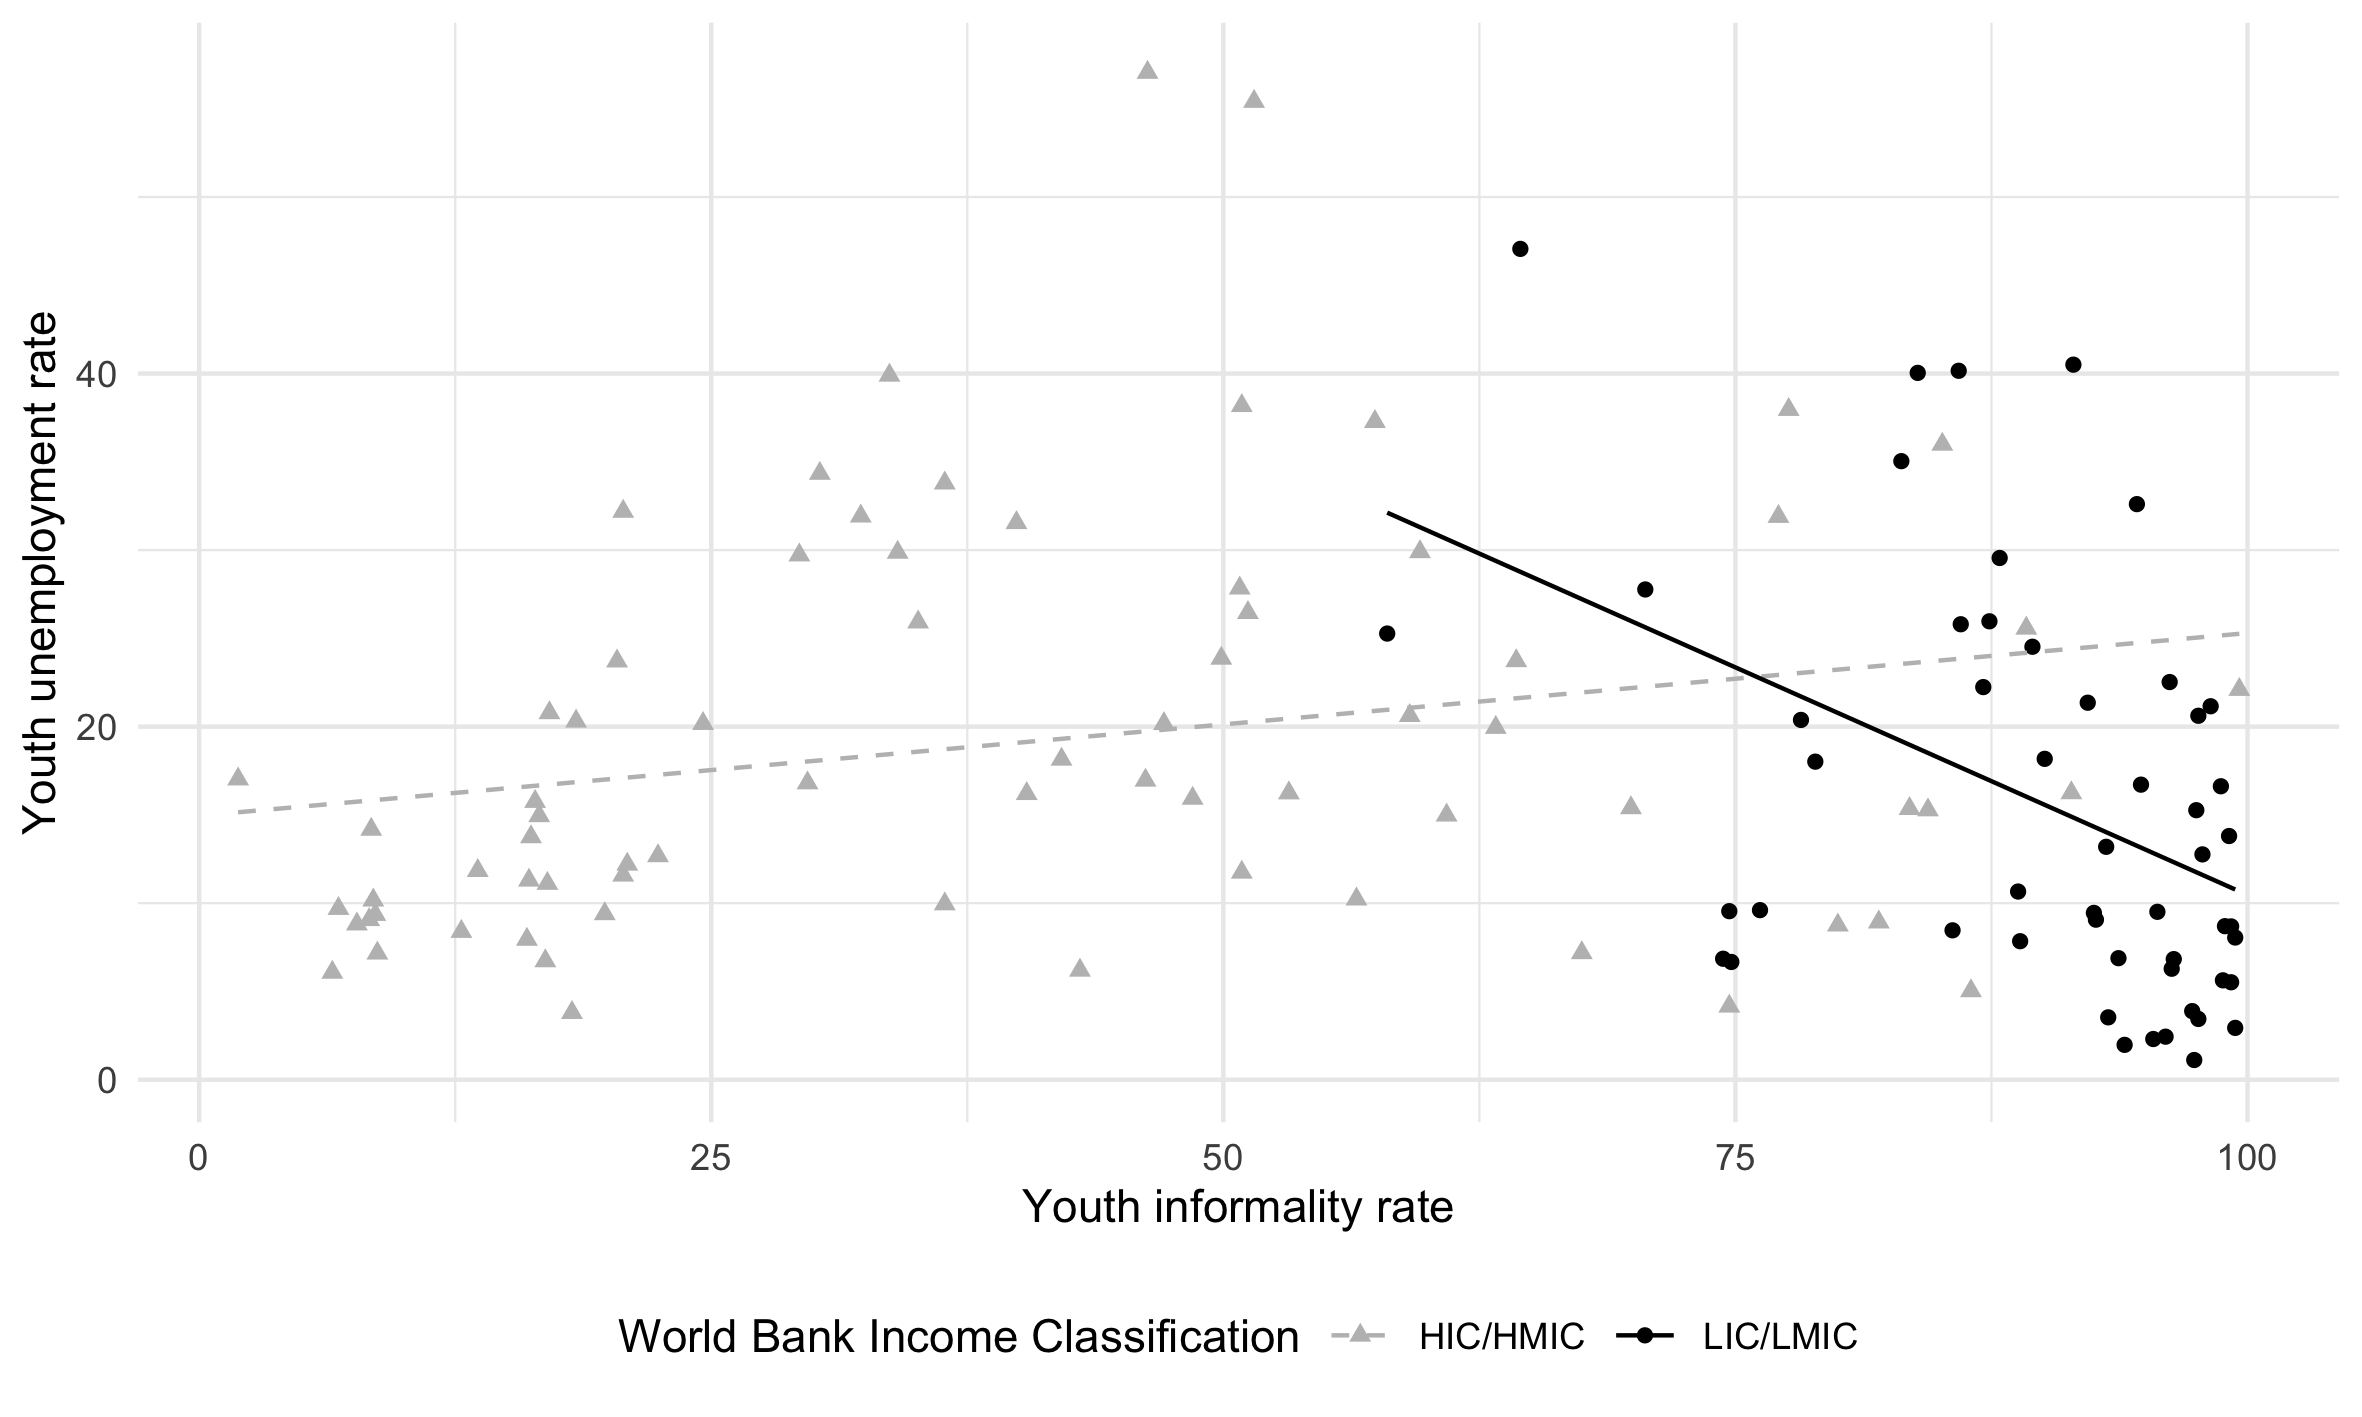 Youth unemployment rate
40
20
0
0 25 50 75 100
Youth informality rate
World Bank Income Classification HIC/HMIC LIC/LMIC